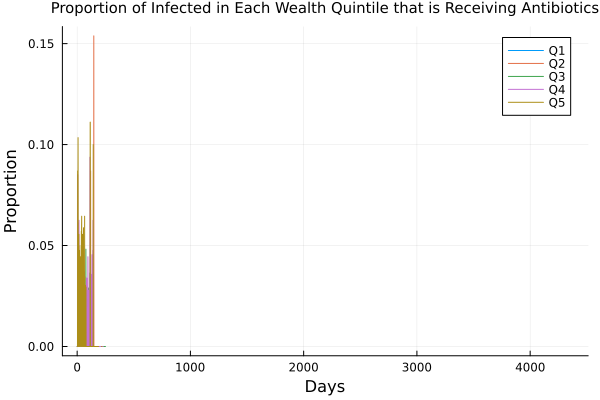 Proportion of Infected in Each Wealth Quintile that is Receiving Antibiotics
0.15
0.10
0.05
0.00
Proportion
Q1
Q2
Q3
Q4
Q5
0 1000 2000 3000 4000
Days